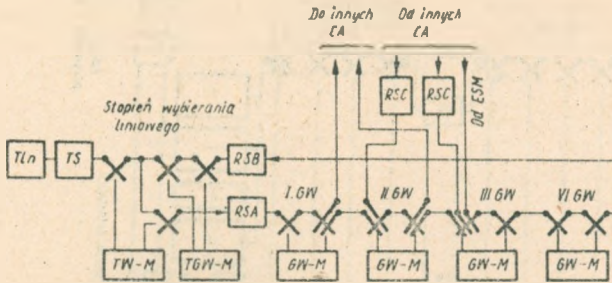 Do innych CA
Od innych CA
RSC
RSC
Od ESM
Stopień wybierania
liniowego
TLn
TS
RSB
RSA
I GW
II GW
III GW
VI GW
TW-M
TGW-M
GW-M
GW-M
GW-M
GW-M